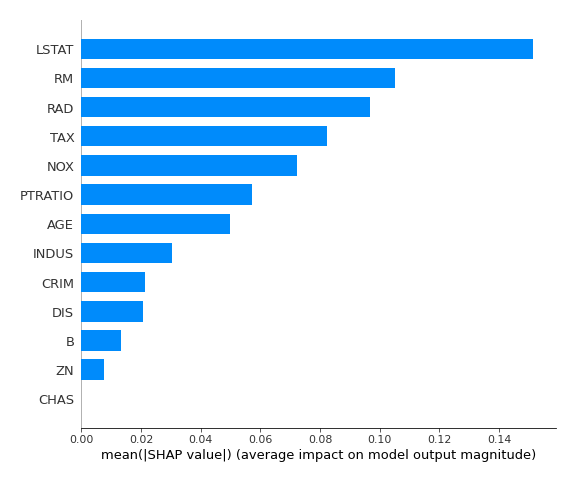 LSTAT
RM
RAD
TAX
NOX
PTRATIO
AGE
INDUS
CRIM
DIS
B
ZN
CHAS
0.00 0.02 0.04 0.06 0.08 0.10 0.12 0.14
mean(|SHAP value|) (average impact on model output magnitude)